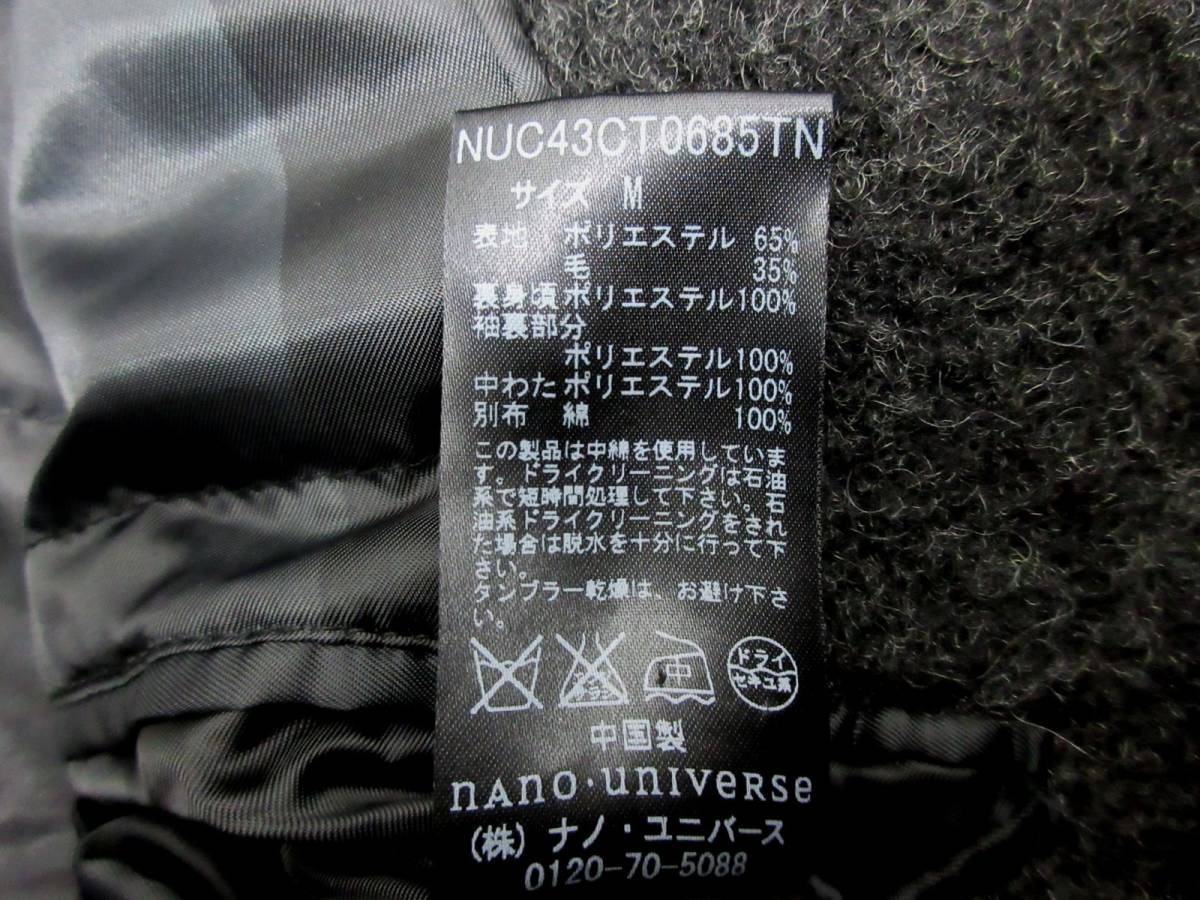 NUC43CT0685TN
サイズ M
表地 ポリエステル 65%
毛 35%
裏身頃 ポリエステル100%
袖裏部分
ポリエステル100%
中わた ポリエステル100%
別布 綿 100%
この製品は中綿を使用していま
す。ドライクリーニングは石油
系で短時間処理して下さい。石
油系ドライクリーニングをされ
た場合は脱水を十分に行って下
さい。
タンブラー乾燥は、お避け下さ
い。
エンソ サラシ 中 ドライ
セキユ系
中国製
nano・universe
(株) ナノ・ユニバース
0120-70-5088